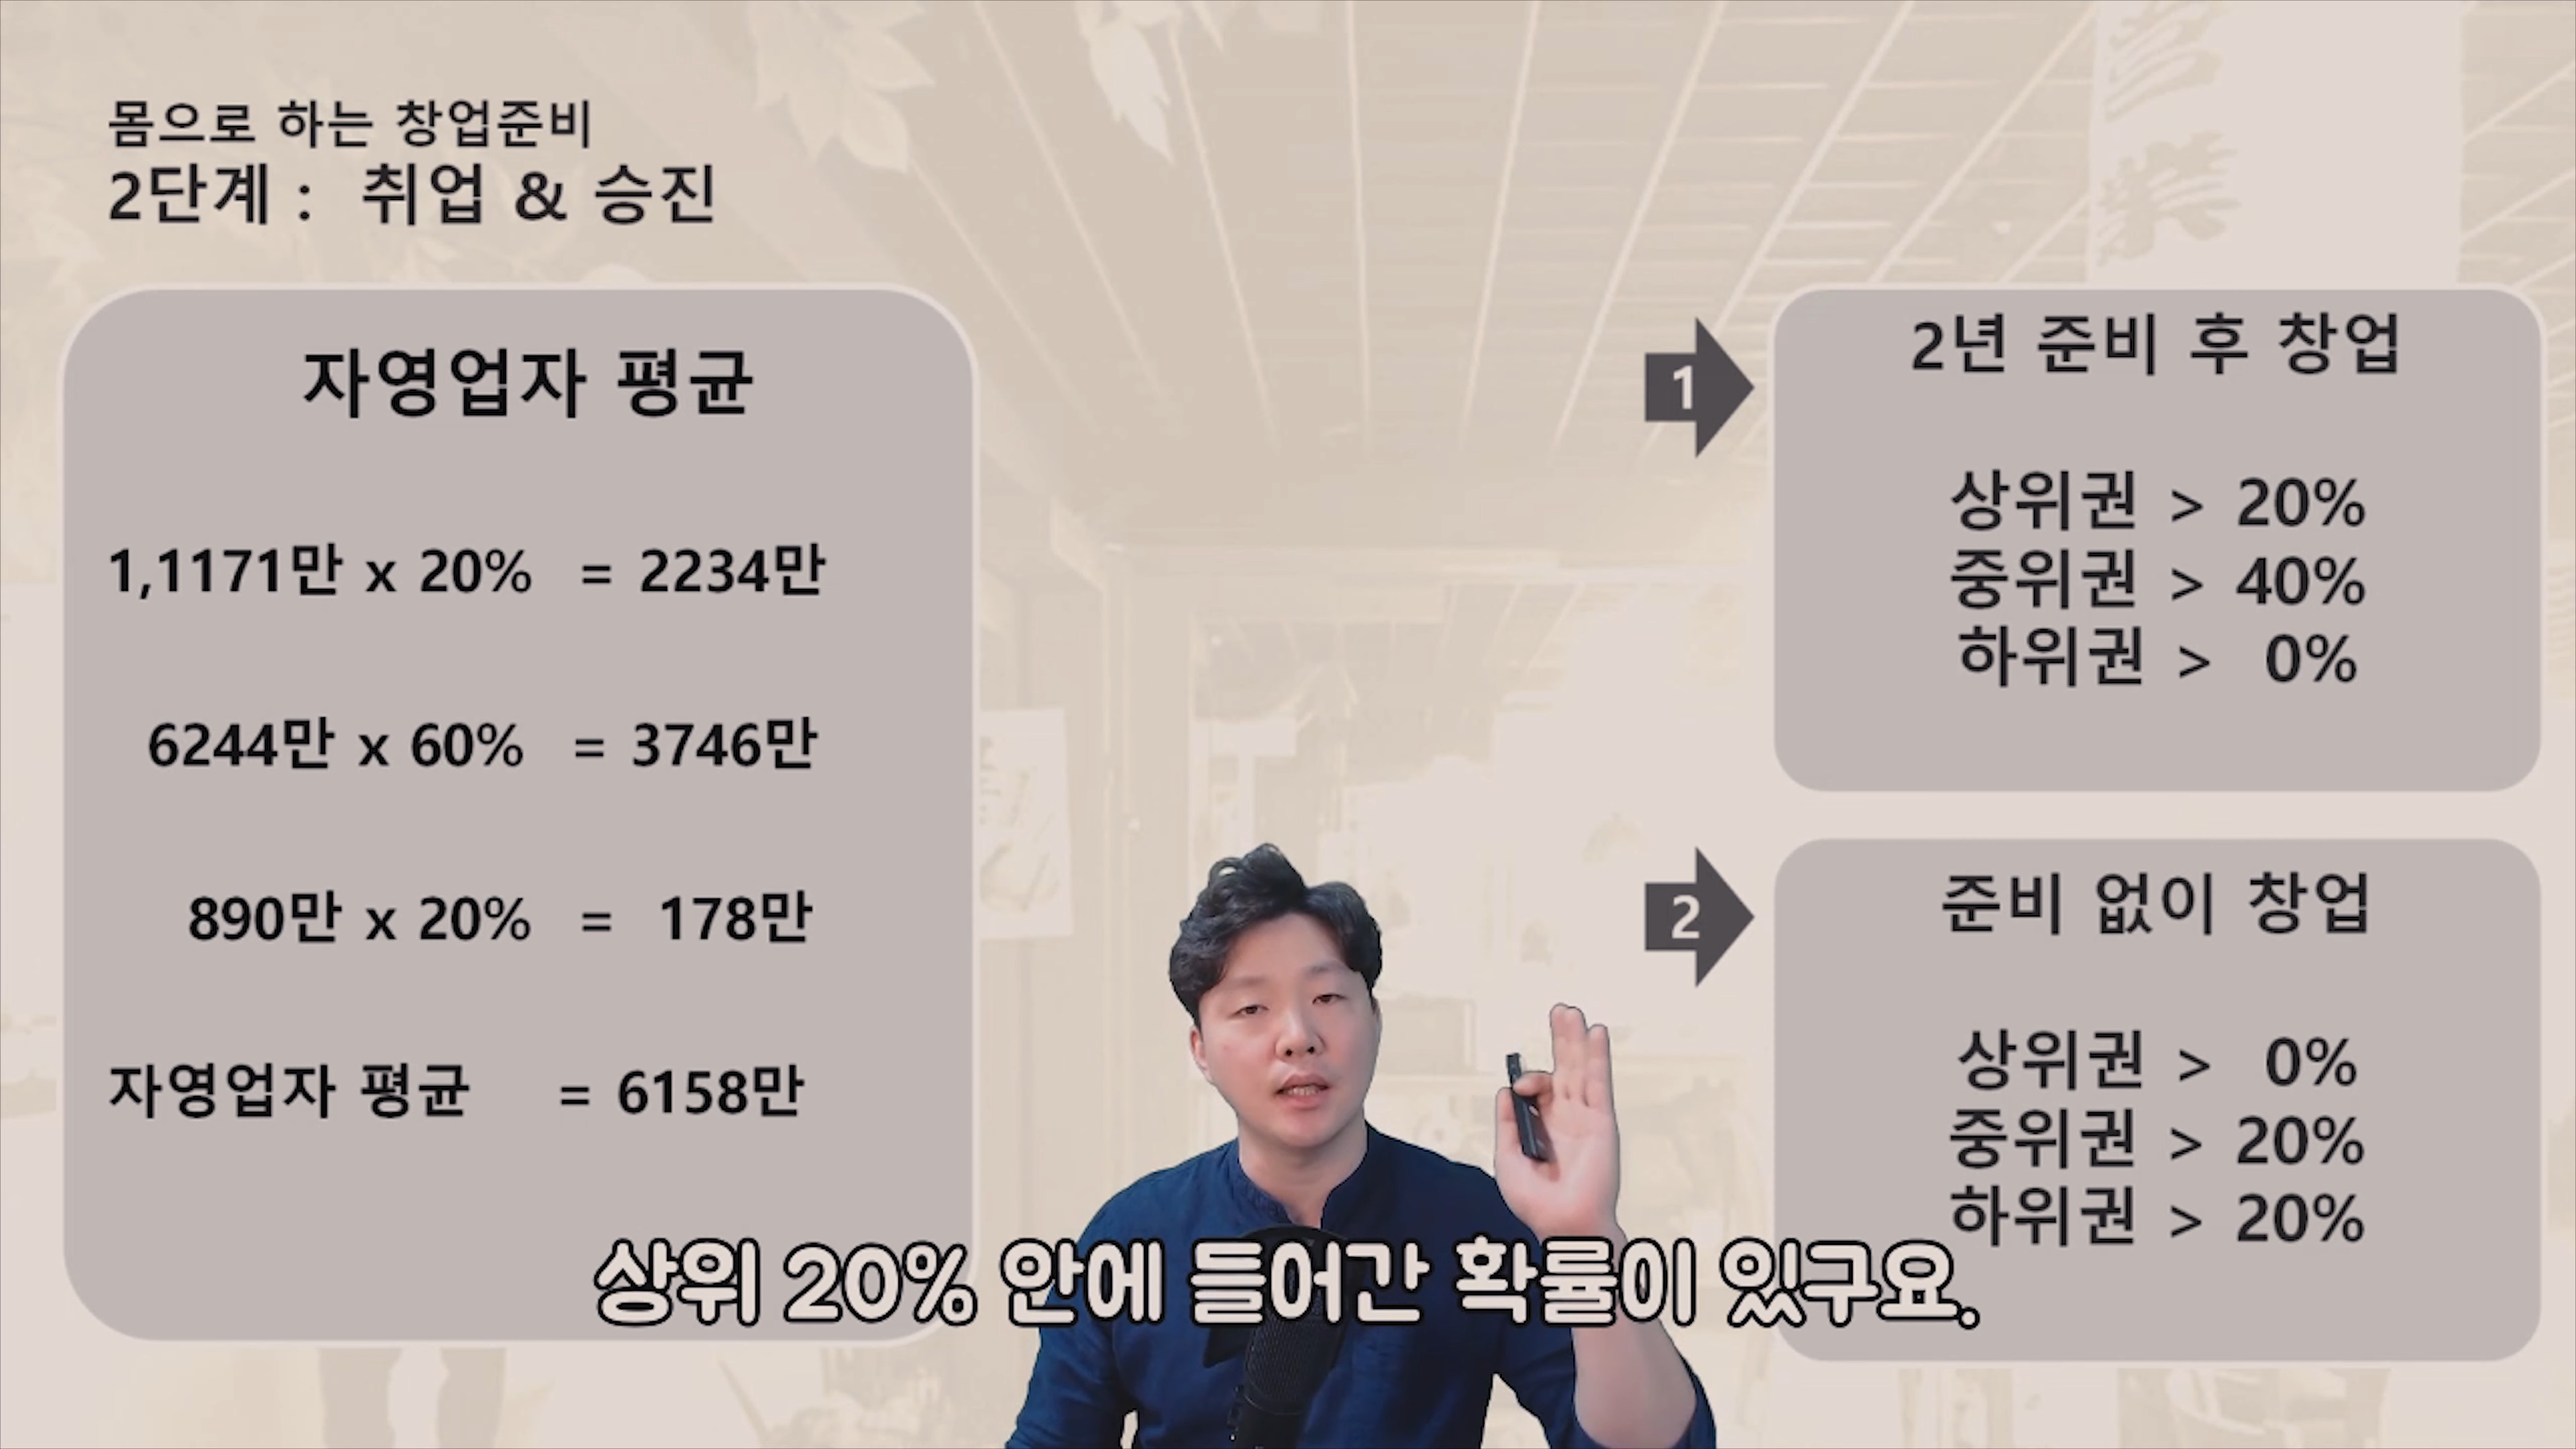 몸으로 하는 창업준비
2단계 : 취업 & 승진
자영업자 평균
1,1171만 x 20% = 2234만
6244만 x 60% = 3746만
890만 x 20% = 178만
자영업자 평균 = 6158만
1
2년 준비 후 창업
상위권 > 20%
중위권 > 40%
하위권 > 0%
2
준비 없이 창업
상위권 > 0%
중위권 > 20%
하위권 > 20%
상위 20% 안에 들어간 확률이 있구요.